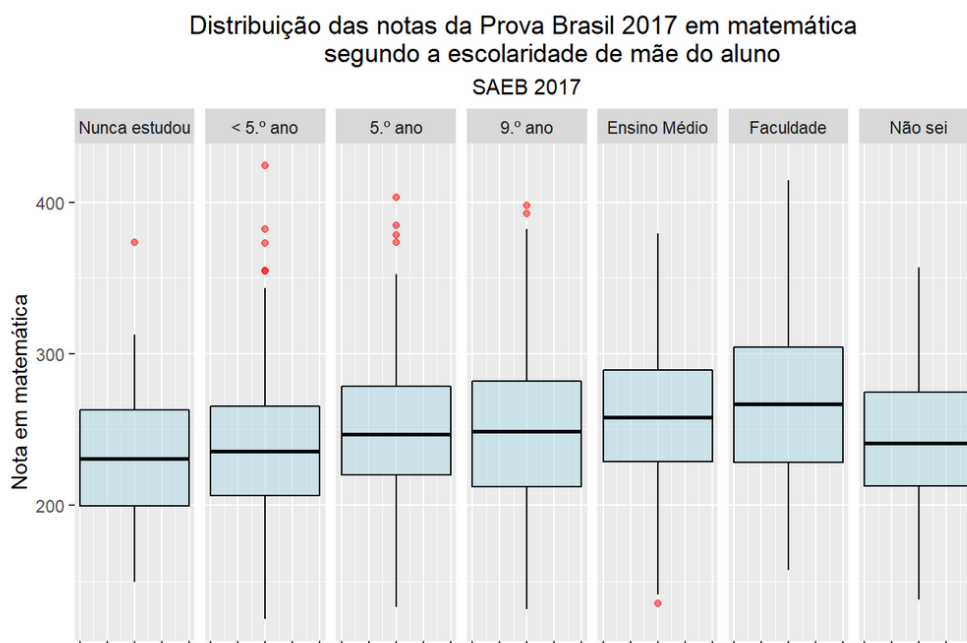 Distribuição das notas da Prova Brasil 2017 em matemática
segundo a escolaridade de mãe do aluno
SAEB 2017
Nunca estudou
< 5.º ano
5.º ano
9.º ano
Ensino Médio
Faculdade
Não sei
Nota em matemática
400
300
200